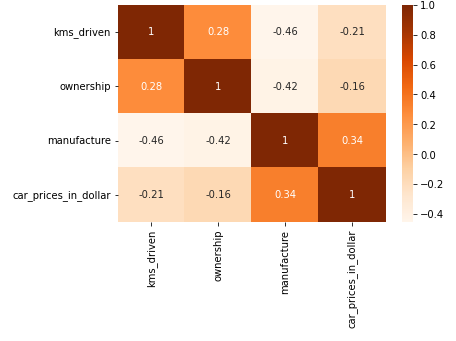 kms_driven 1 0.28 -0.46 -0.21
ownership 0.28 1 -0.42 -0.16
manufacture -0.46 -0.42 1 0.34
car_prices_in_dollar -0.21 -0.16 0.34 1
kms_driven
ownership
manufacture
car_prices_in_dollar
1.0
0.8
0.6
0.4
0.2
0.0
−0.2
−0.4